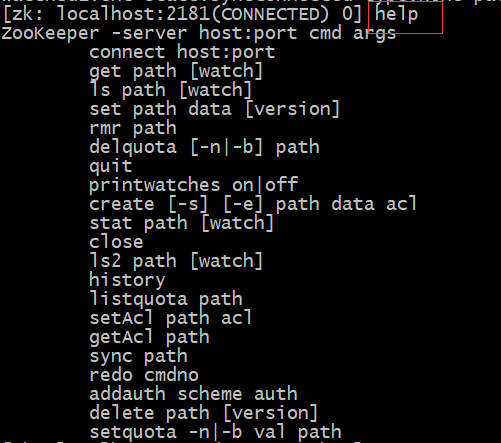 [zk: localhost:2181(CONNECTED) 0] help
ZooKeeper -server host:port cmd args
connect host:port
get path [watch]
ls path [watch]
set path data [version]
rmr path
delquota [-n|-b] path
quit
printwatches on|off
create [-s] [-e] path data acl
stat path [watch]
close
ls2 path [watch]
history
listquota path
setAcl path acl
getAcl path
sync path
redo cmdno
addauth scheme auth
delete path [version]
setquota -n|-b val path